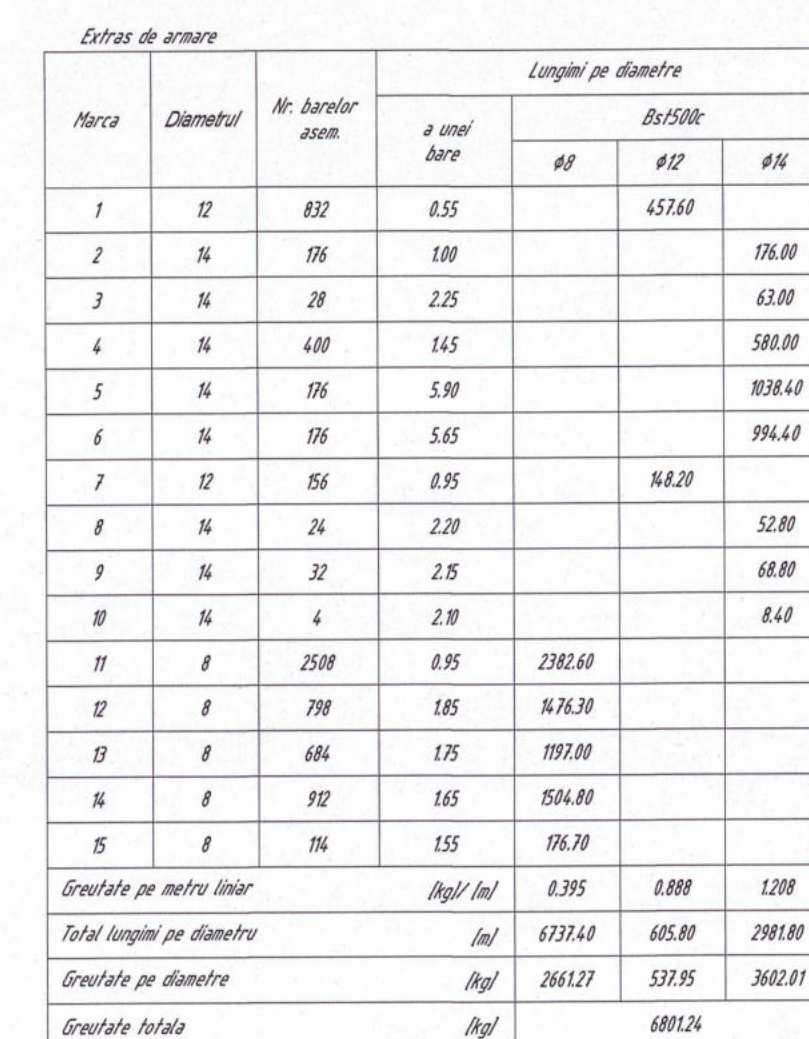 Extras de armare
Marca Diametrul Nr. barelor asem. Lungimi pe diametre
a unei bare Bst500c
ϕ8 ϕ12 ϕ14
1 12 832 0.55 457.60
2 14 176 1.00 176.00
3 14 28 2.25 63.00
4 14 400 1.45 580.00
5 14 176 5.90 1038.40
6 14 176 5.65 994.40
7 12 156 0.95 148.20
8 14 24 2.20 52.80
9 14 32 2.15 68.80
10 14 4 2.10 8.40
11 8 2508 0.95 2382.60
12 8 798 1.85 1476.30
13 8 684 1.75 1197.00
14 8 912 1.65 1504.80
15 8 114 1.55 176.70
Greutate pe metru liniar [kg]/ [m] 0.395 0.888 1.208
Total lungimi pe diametru [m] 6737.40 605.80 2981.80
Greutate pe diametre [kg] 2661.27 537.95 3602.01
Greutate totala [kg] 6801.24